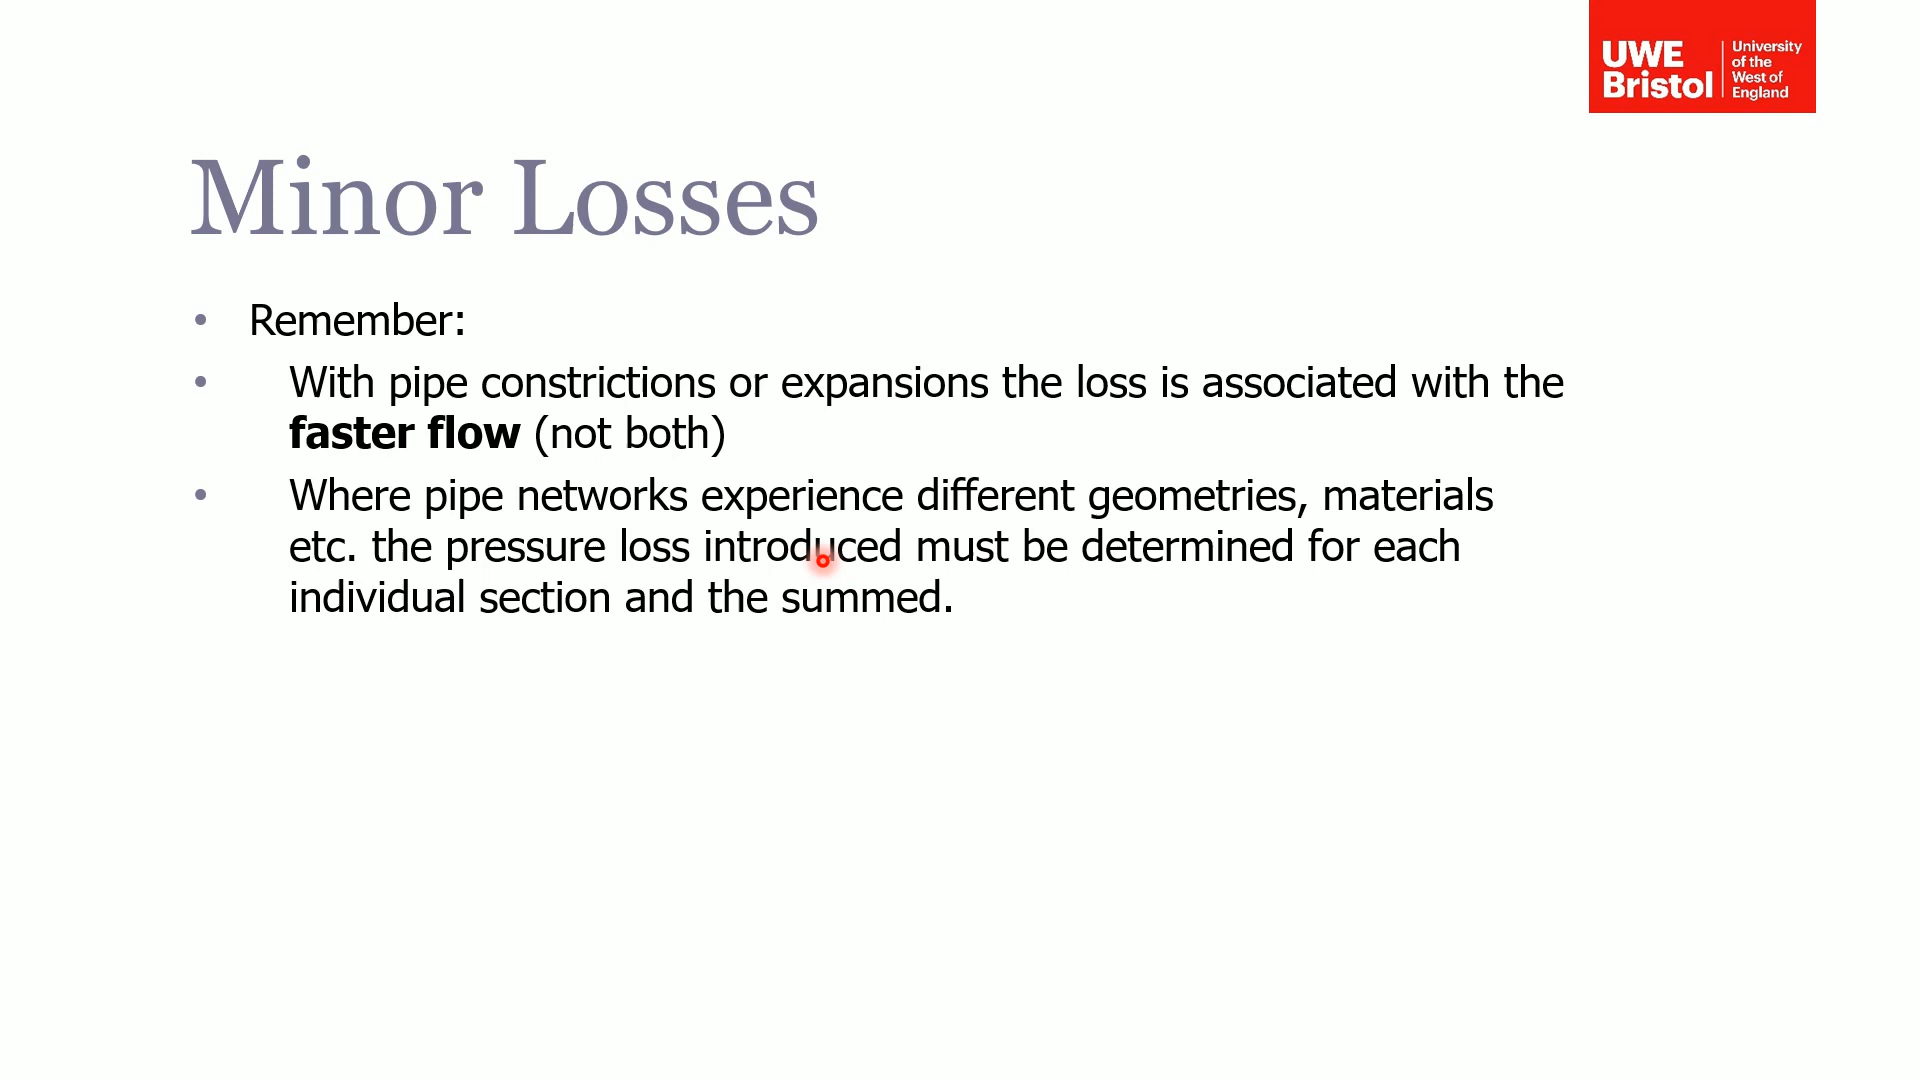 UWE
Bristol
University
of the
West of
England
Minor Losses
• Remember:
• With pipe constrictions or expansions the loss is associated with the
faster flow (not both)
• Where pipe networks experience different geometries, materials
etc. the pressure loss introduced must be determined for each
individual section and the summed.